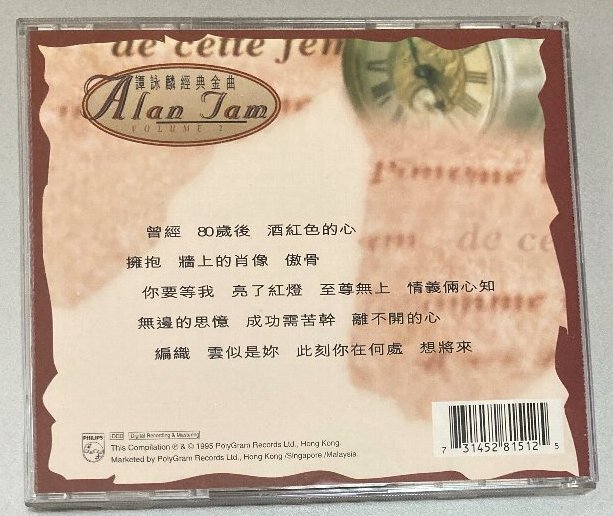 de cette fem
譚詠麟經典金曲
Alan Tam
VOLUME 2
Pimome
em de ce
mme
曾經 80歲後 酒紅色的心
擁抱 牆上的肖像 傲骨
你要等我 亮了紅燈 至尊無上 情義倆心知
無邊的思憶 成功需苦幹 離不開的心
編織 雲似是妳 此刻你在何處 想將來
PHILIPS
DDD Digital Recording & Mastering
This Compilation ℗ & © 1995 PolyGram Records Ltd., Hong Kong.
Marketed by PolyGram Records Ltd., Hong Kong /Singapore /Malaysia.
7 31452 81512 5